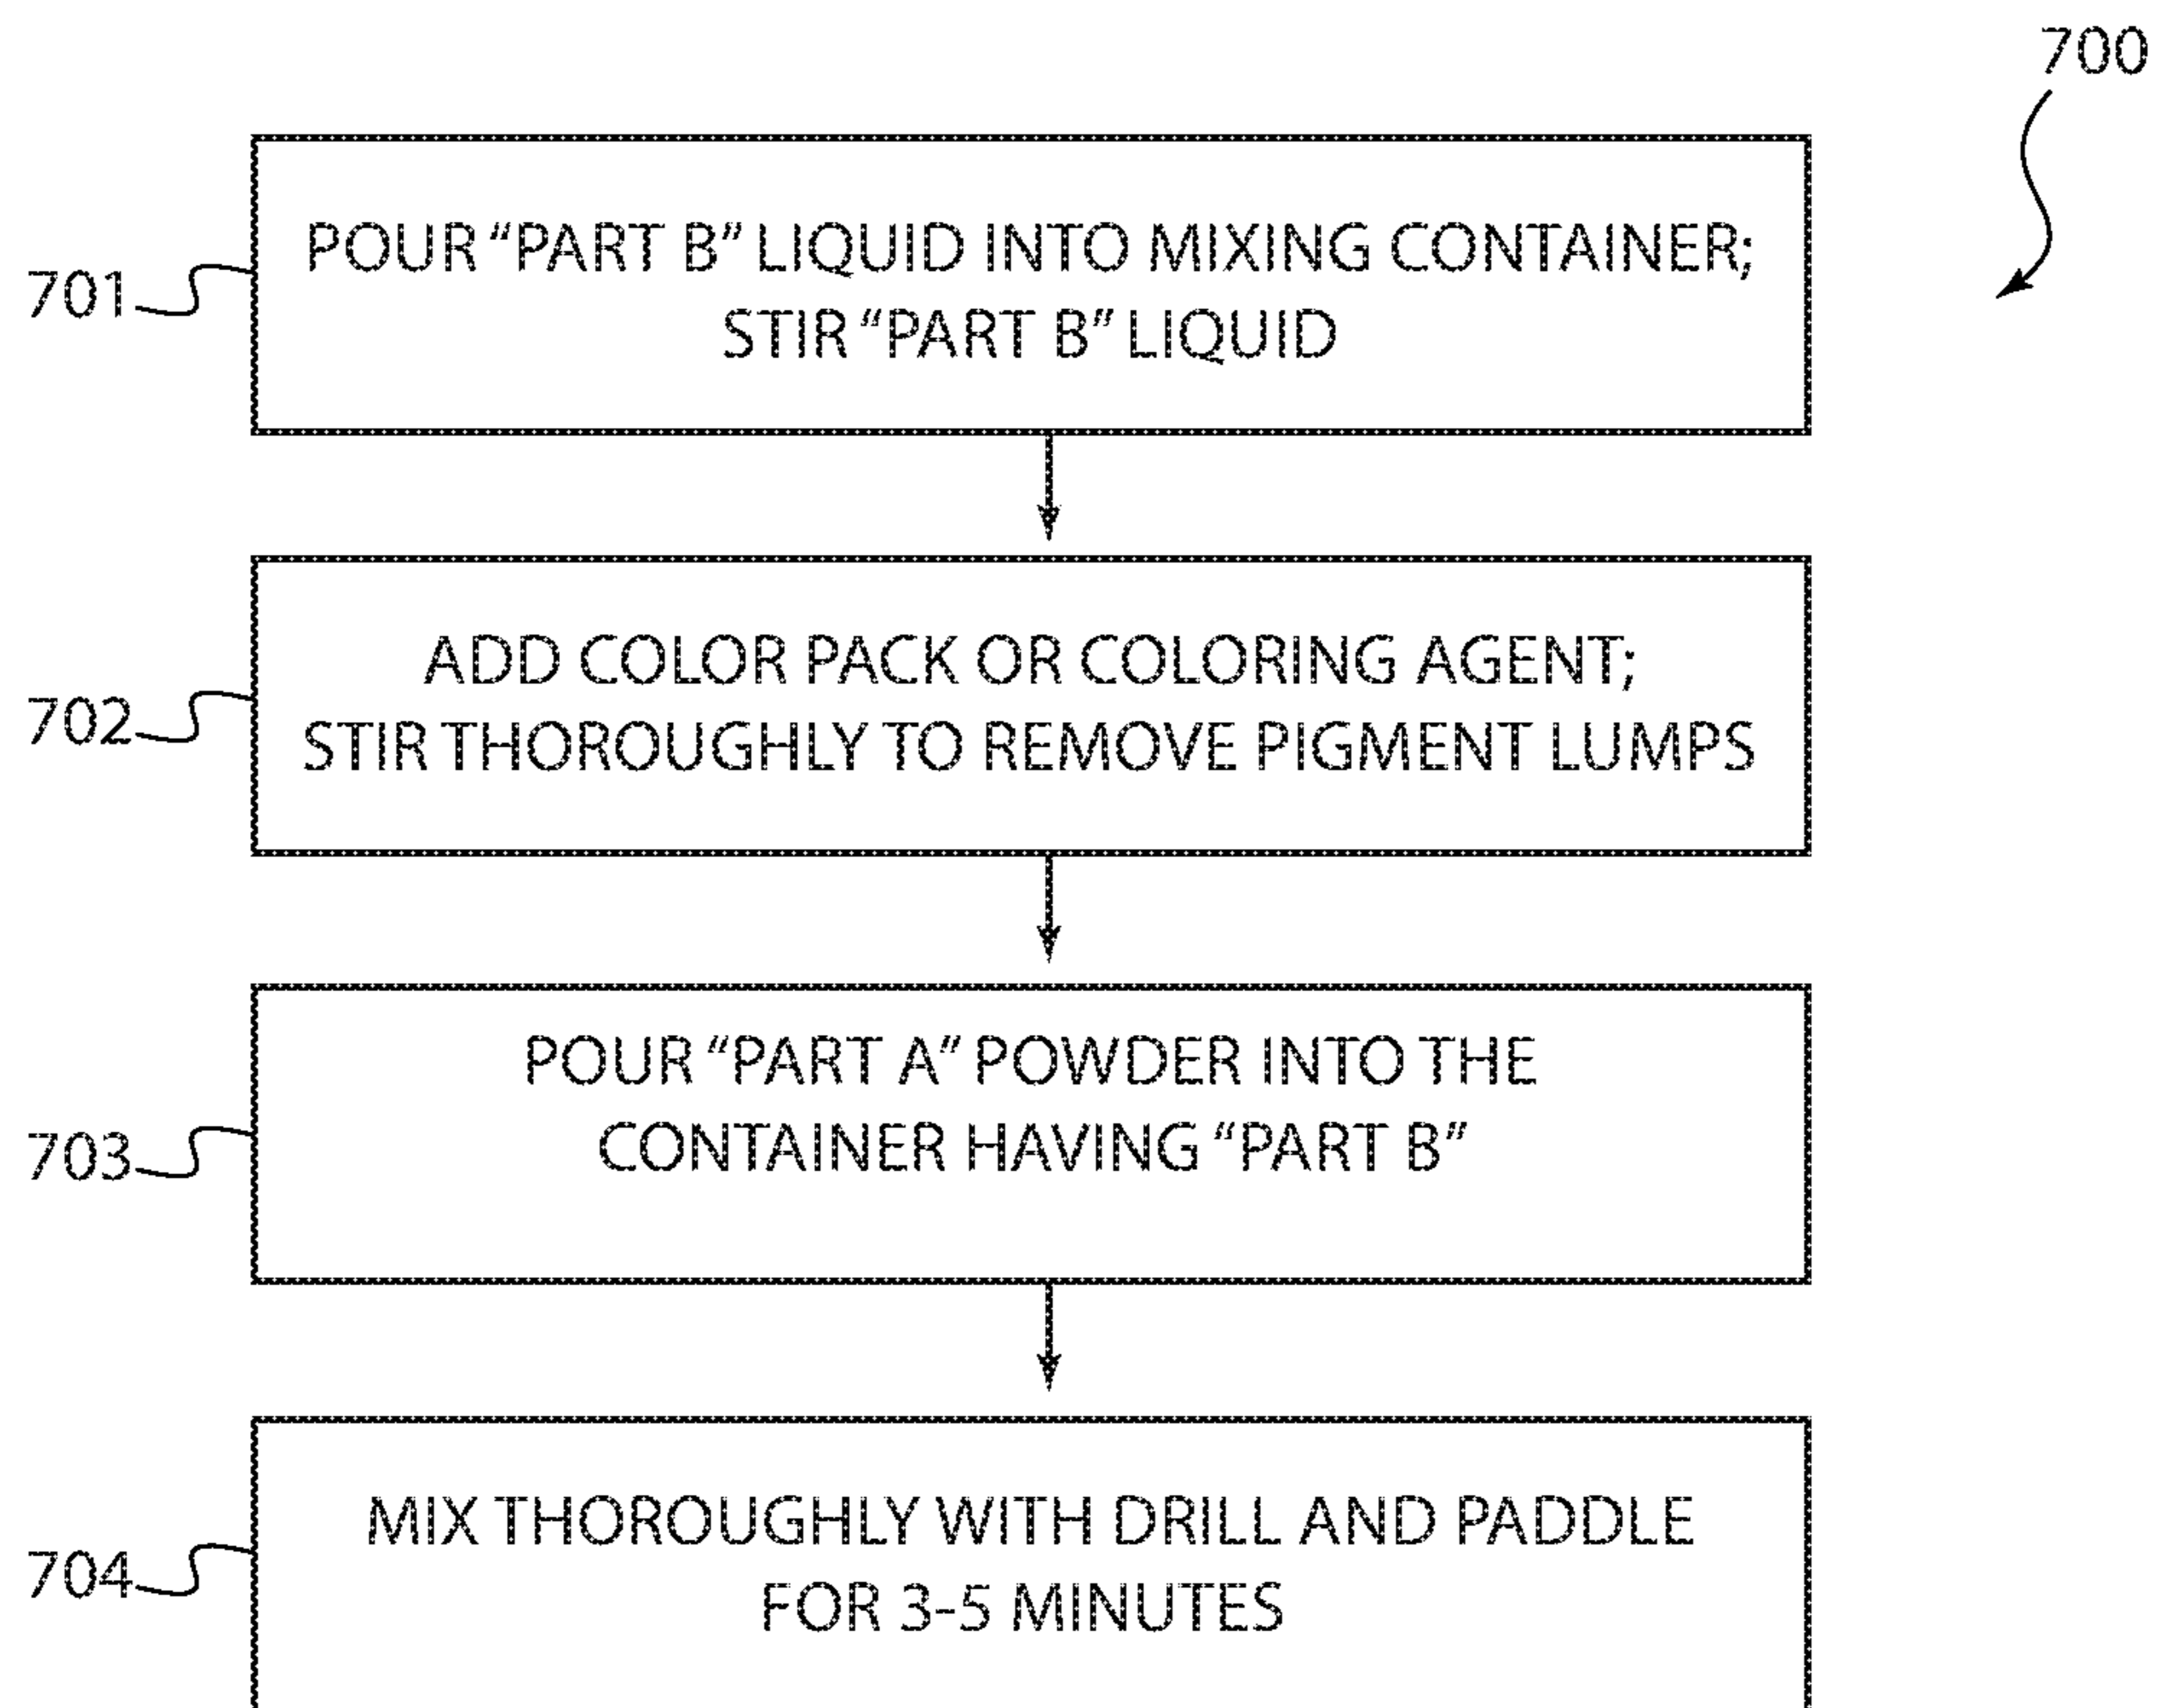 700
701
POUR “PART B” LIQUID INTO MIXING CONTAINER;
STIR “PART B” LIQUID
702
ADD COLOR PACK OR COLORING AGENT;
STIR THOROUGHLY TO REMOVE PIGMENT LUMPS
703
POUR “PART A” POWDER INTO THE
CONTAINER HAVING “PART B”
704
MIX THOROUGHLY WITH DRILL AND PADDLE
FOR 3-5 MINUTES